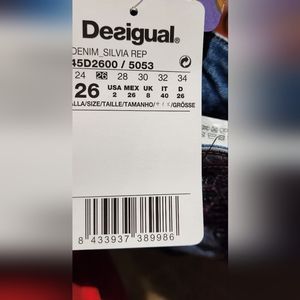 Desigual®
DENIM_SILVIA REP
45D2600 / 5053
24 26 28 30 32 34
26
USA MEX UK IT D
2 26 8 40 26
ALLA/SIZE/TAILLE/TAMANHO/ /GRÖSSE
8 433937 389986